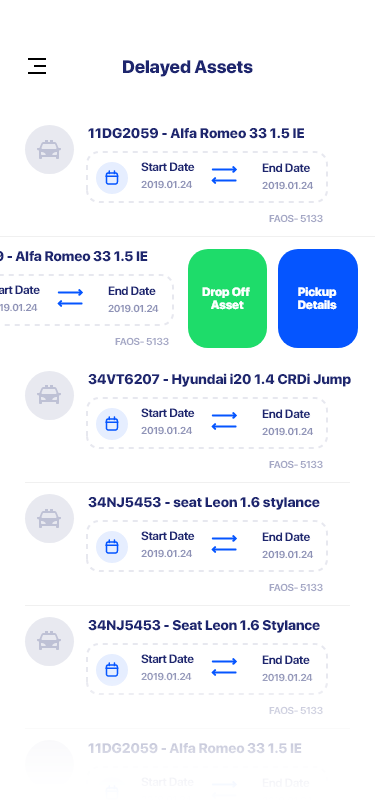 Delayed Assets
11DG2059 - Alfa Romeo 33 1.5 IE
Start Date End Date
2019.01.24 2019.01.24
FAOS- 5133
9 - Alfa Romeo 33 1.5 IE
art Date End Date
19.01.24 2019.01.24
FAOS- 5133
Drop Off
Asset
Pickup
Details
34VT6207 - Hyundai i20 1.4 CRDi Jump
Start Date End Date
2019.01.24 2019.01.24
FAOS- 5133
34NJ5453 - seat Leon 1.6 stylance
Start Date End Date
2019.01.24 2019.01.24
FAOS- 5133
34NJ5453 - Seat Leon 1.6 Stylance
Start Date End Date
2019.01.24 2019.01.24
FAOS- 5133
11DG2059 - Alfa Romeo 33 1.5 IE
Start Date End Date